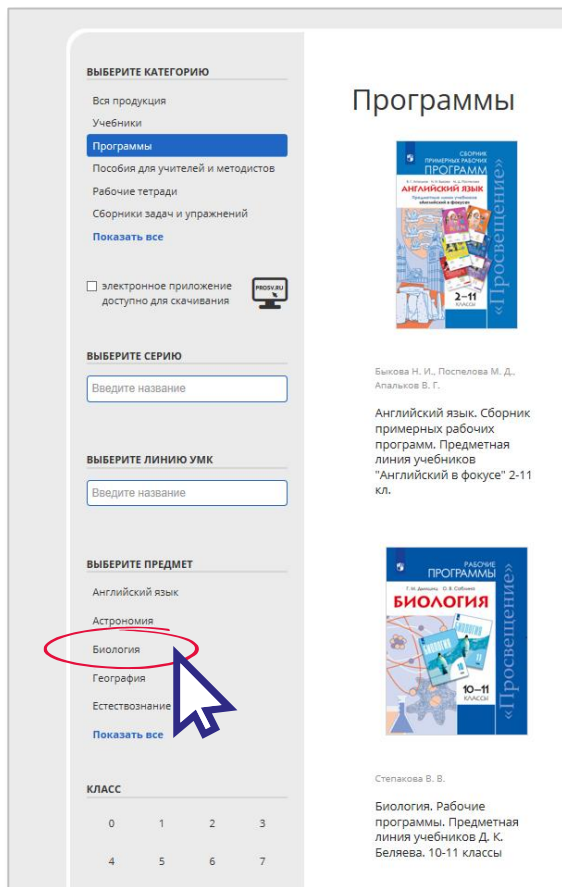 ВЫБЕРИТЕ КАТЕГОРИЮ
Вся продукция
Учебники
Программы
Пособия для учителей и методистов
Рабочие тетради
Сборники задач и упражнений
Показать все
электронное приложение
доступно для скачивания
PROSV.RU
ВЫБЕРИТЕ СЕРИЮ
Введите название
ВЫБЕРИТЕ ЛИНИЮ УМК
Введите название
ВЫБЕРИТЕ ПРЕДМЕТ
Английский язык
Астрономия
Биология
География
Естествознание
Показать все
КЛАСС
0 1 2 3
4 5 6 7
Программы
СБОРНИК
ПРИМЕРНЫХ РАБОЧИХ
ПРОГРАММ
АНГЛИЙСКИЙ ЯЗЫК
Предметная линия учебников
«Английский в фокусе»
2–11
КЛАССЫ
«Просвещение»
Быкова Н. И., Поспелова М. Д.,
Апальков В. Г.
Английский язык. Сборник
примерных рабочих
программ. Предметная
линия учебников
"Английский в фокусе" 2-11
кл.
РАБОЧИЕ
ПРОГРАММЫ
БИОЛОГИЯ
10–11
КЛАССЫ
«Просвещение»
Степакова В. В.
Биология. Рабочие
программы. Предметная
линия учебников Д. К.
Беляева. 10-11 классы